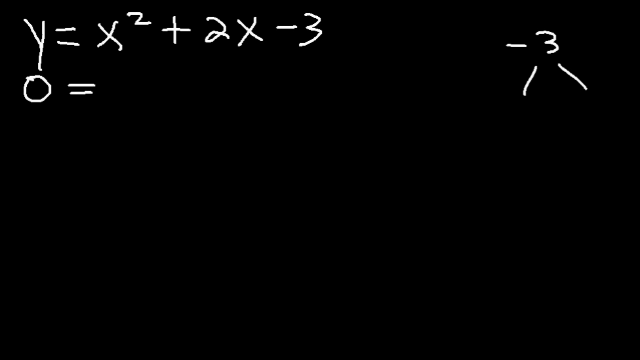 y = x² + 2x - 3
-3
0 =